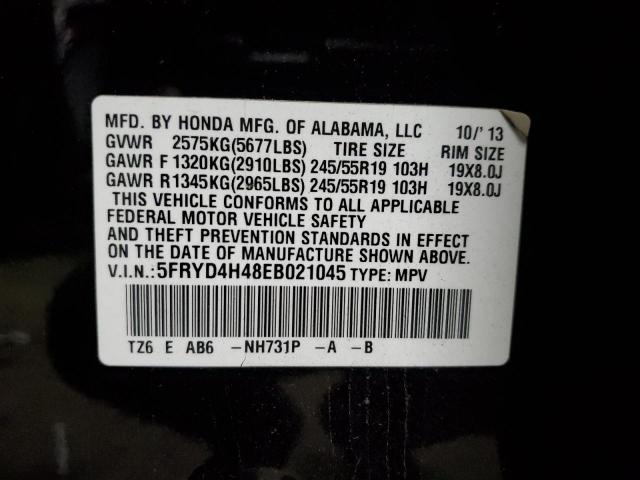 MFD. BY HONDA MFG. OF ALABAMA, LLC 10/'13
GVWR 2575KG(5677LBS) TIRE SIZE RIM SIZE
GAWR F 1320KG(2910LBS) 245/55R19 103H 19X8.0J
GAWR R1345KG(2965LBS) 245/55R19 103H 19X8.0J
THIS VEHICLE CONFORMS TO ALL APPLICABLE
FEDERAL MOTOR VEHICLE SAFETY
AND THEFT PREVENTION STANDARDS IN EFFECT
ON THE DATE OF MANUFACTURE SHOWN ABOVE.
V.I.N.:5FRYD4H48EB021045 TYPE: MPV
TZ6 E AB6 -NH731P -A -B